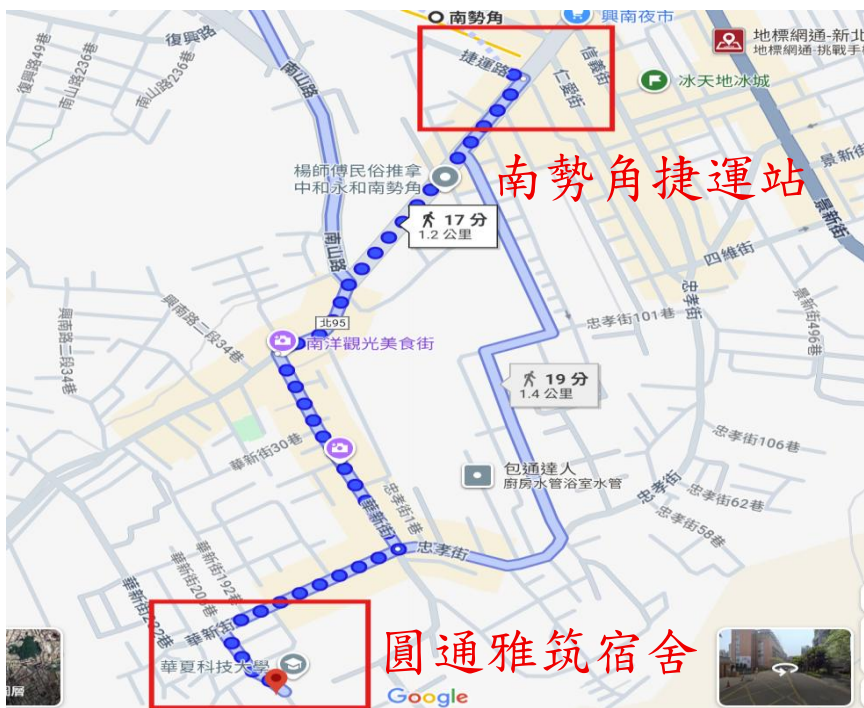 南勢角
興南夜市
復興路
復興路49巷
南山路236巷
南山路236巷
南山路
捷運路
信義街
仁愛街
地標網通-新北
地標網通-挑戰手
冰天地冰城
景新街
景新街
楊師傅民俗推拿
中和永和南勢角
南勢角捷運站
17 分
1.2 公里
南山路
四維街
忠孝街
北95
興南路二段34巷
興南路二段34巷
南洋觀光美食街
忠孝街101巷
景新街496巷
19 分
1.4 公里
華新街30巷
忠孝街106巷
包通達人
廚房水管浴室水管
忠孝街1巷
忠孝街
忠孝街62巷
忠孝街58巷
華新街
忠孝街
華新街192巷
華新街
華新街222巷
華夏科技大學
圓通雅筑宿舍
圖層
Google